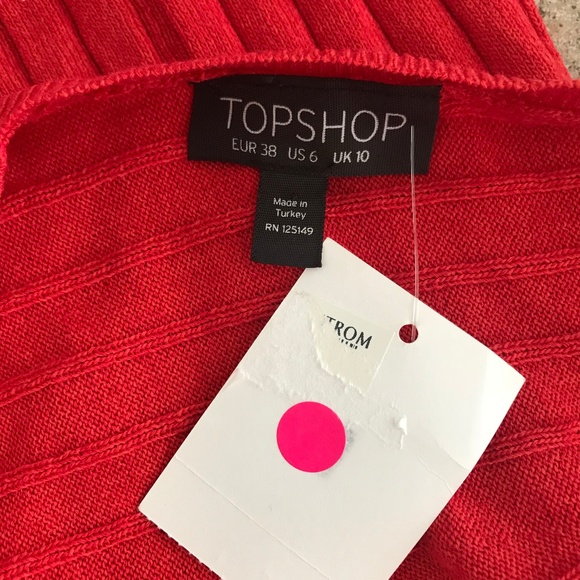 TOPSHOP
EUR 38 US 6 UK 10
Made in
Turkey
RN 125149
TROM